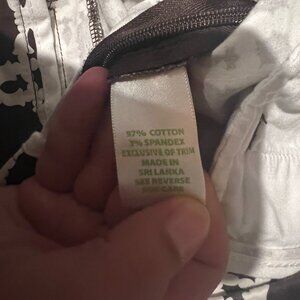 97% COTTON
3% SPANDEX
EXCLUSIVE OF TRIM
MADE IN
SRI LANKA
SEE REVERSE
FOR CARE